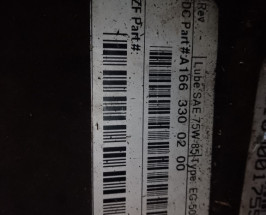 Rev
Lube SAE 75W-85 type EG-50
DC Part#:A166 330 02 00
ZF Part#: